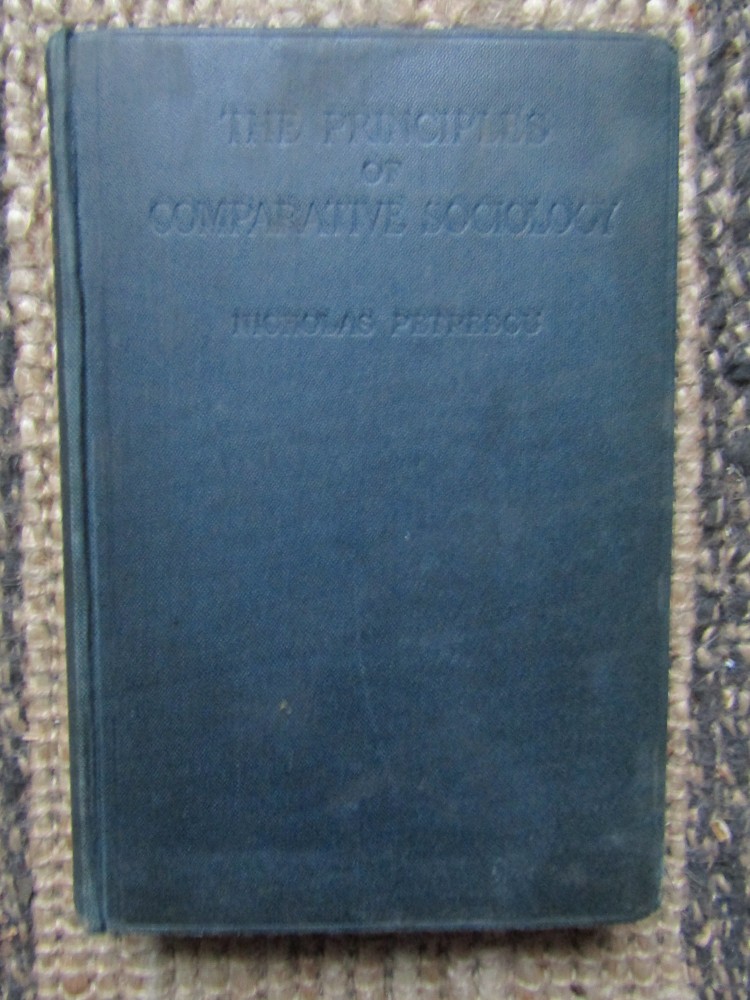 THE PRINCIPLES
OF
COMPARATIVE SOCIOLOGY
NICHOLAS PETRESCU